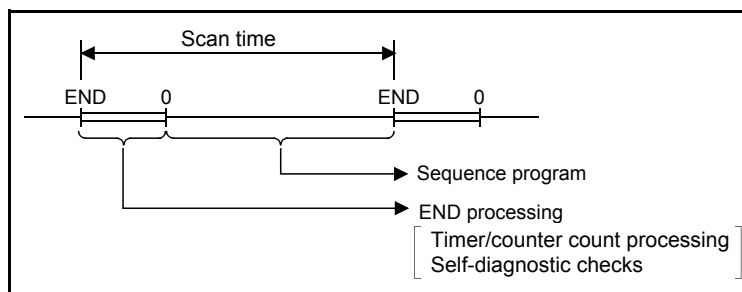 Scan time
END 0 END 0
Sequence program
END processing
Timer/counter count processing
Self-diagnostic checks